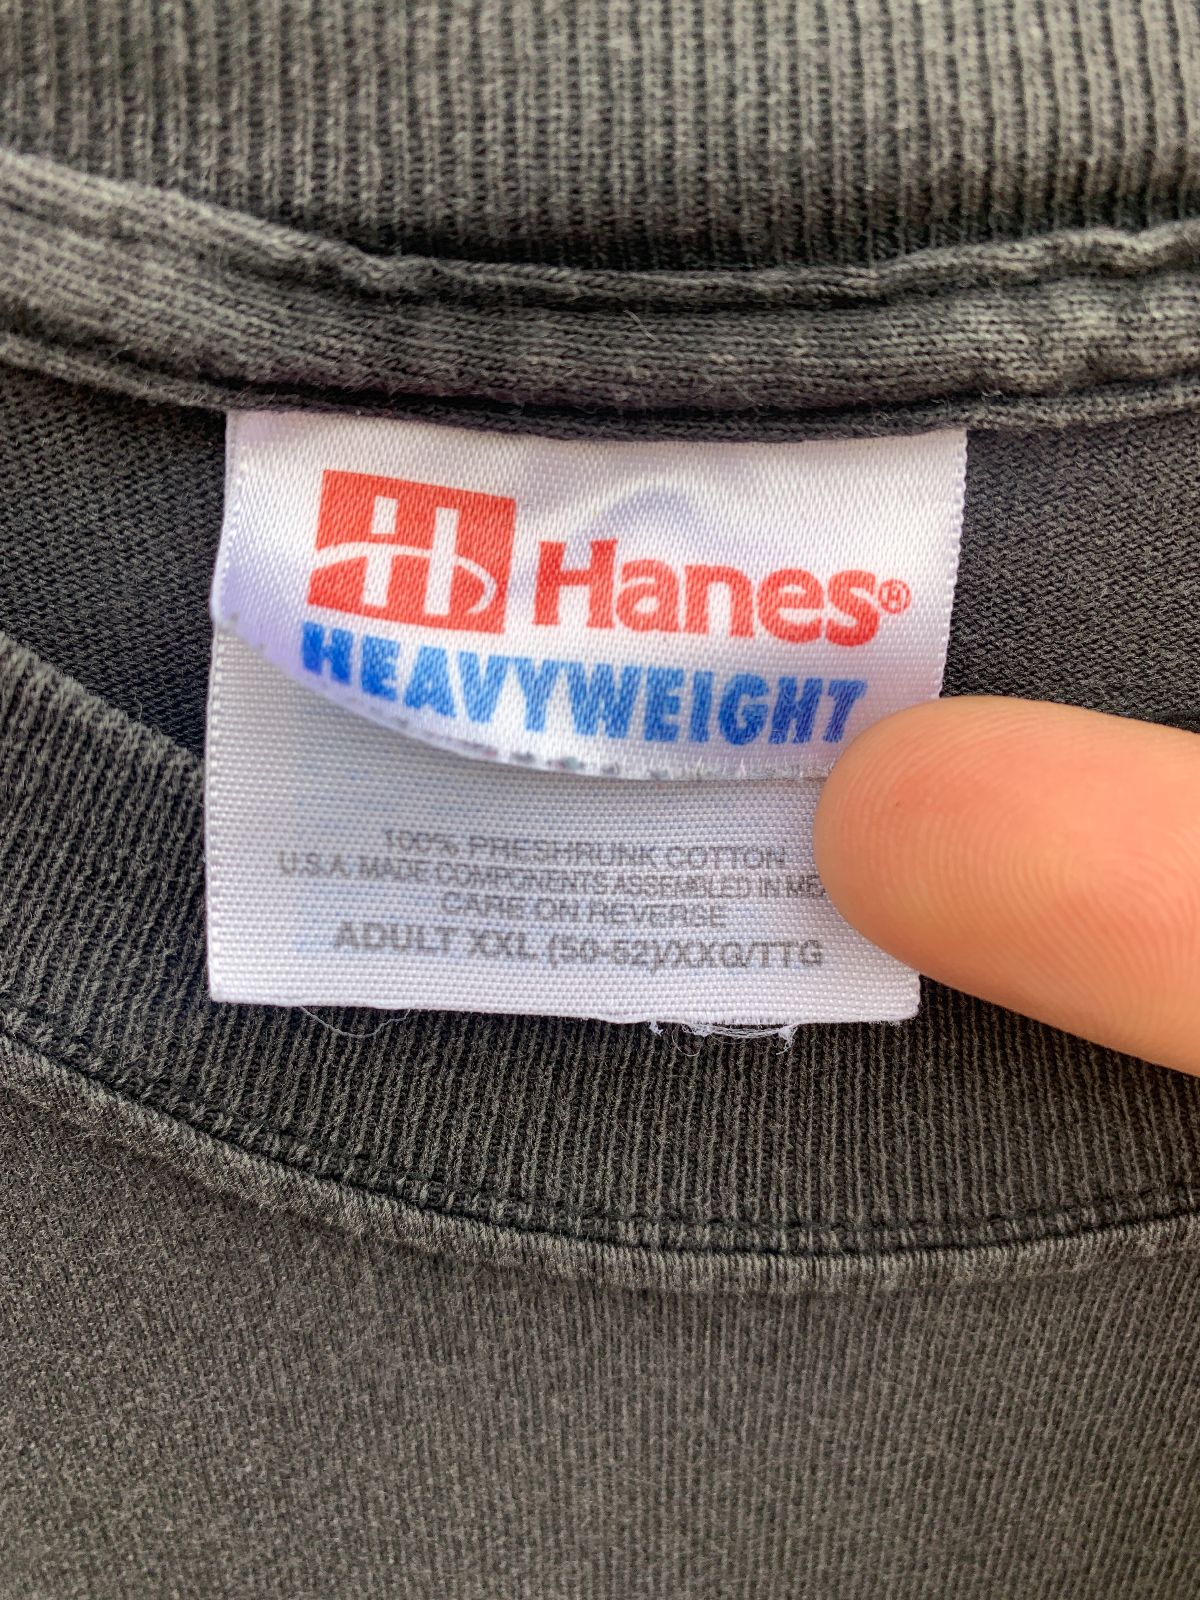 Hanes®
HEAVYWEIGHT
100% PRESHRUNK COTTON
U.S.A. MADE COMPONENTS ASSEMBLED IN
CARE ON REVERSE
ADULT XXL (50-52)/XXG/TTG